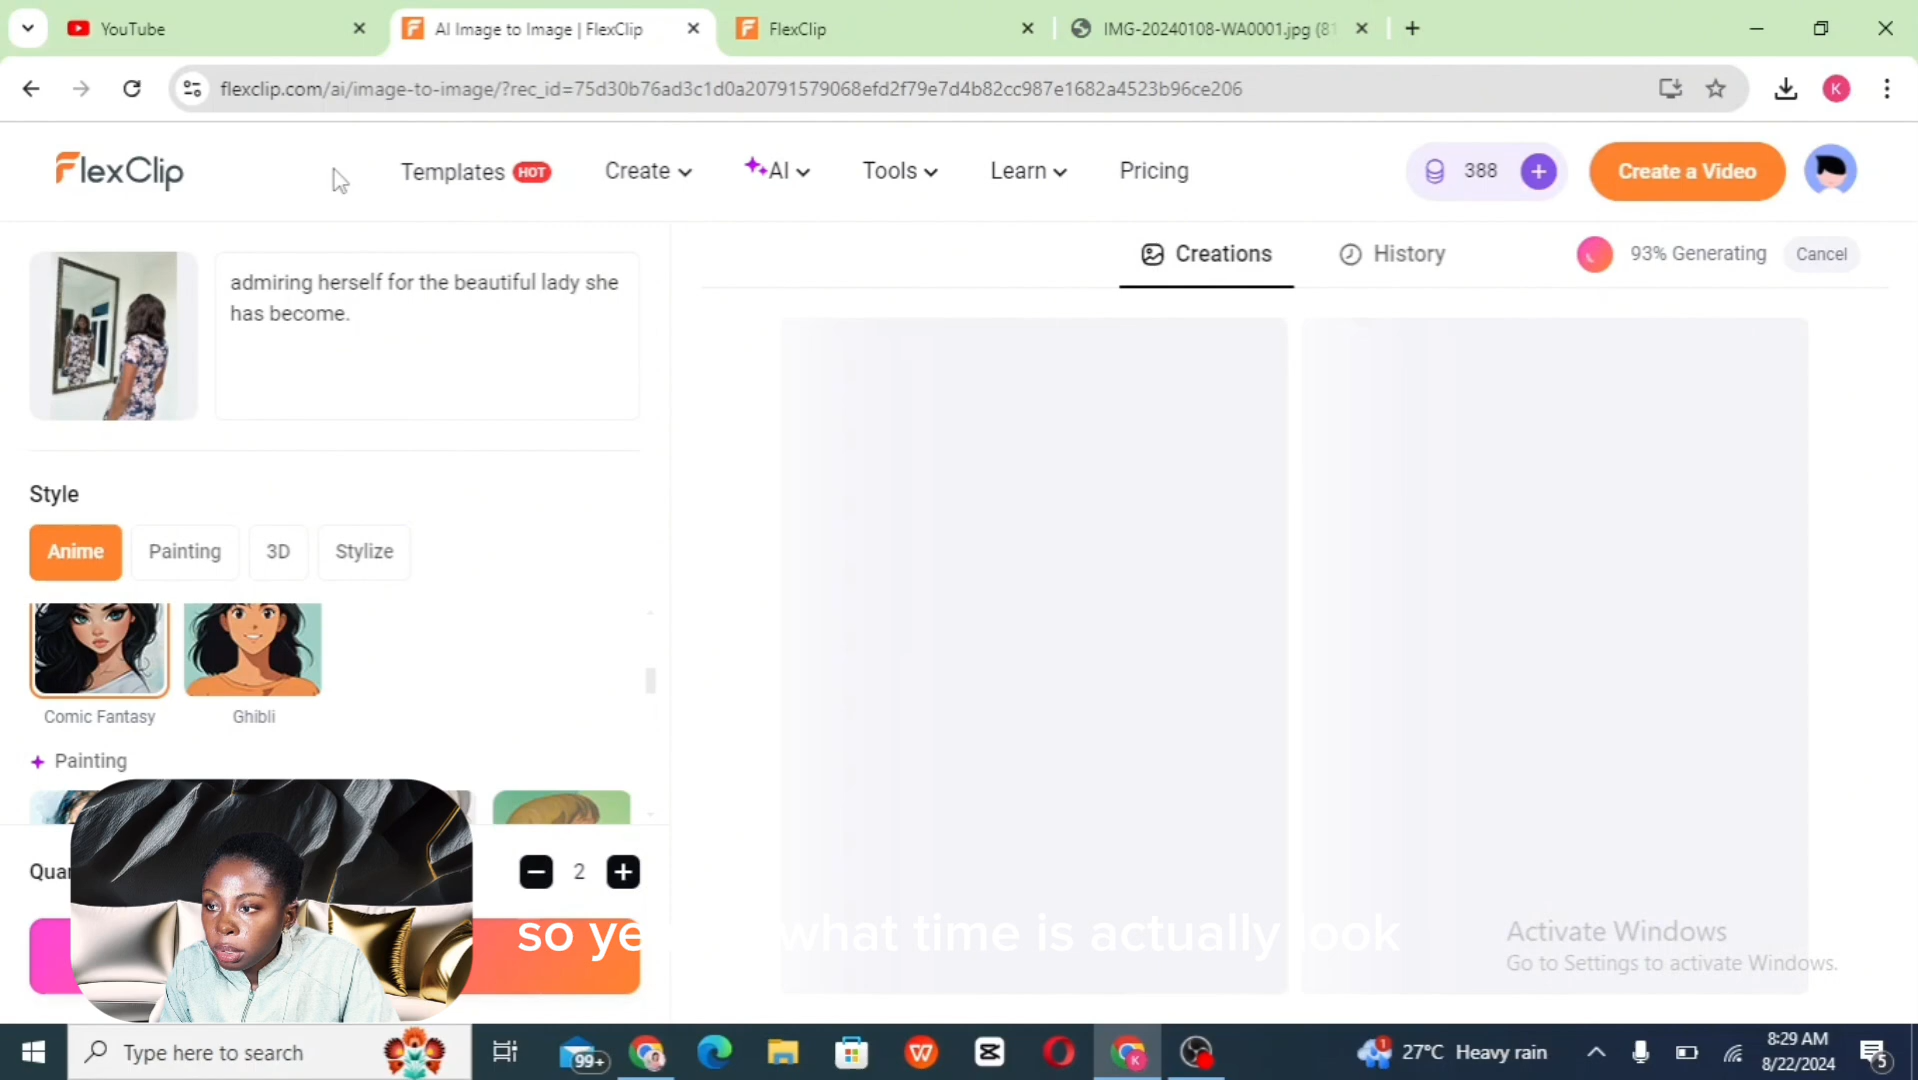 YouTube
AI Image to Image | FlexClip
FlexClip
IMG-20240108-WA0001.jpg (81
flexclip.com/ai/image-to-image/?rec_id=75d30b76ad3c1d0a20791579068efd2f79e7d4b82cc987e1682a4523b96ce206
K
FlexClip
Templates HOT
Create
AI
Tools
Learn
Pricing
388
Create a Video
Creations
History
93% Generating
Cancel
admiring herself for the beautiful lady she
has become.
Style
Anime
Painting
3D
Stylize
Comic Fantasy
Ghibli
Painting
2
so what time is actually look
Activate Windows
Go to Settings to activate Windows.
Type here to search
99+
27°C Heavy rain
8:29 AM
8/22/2024
5